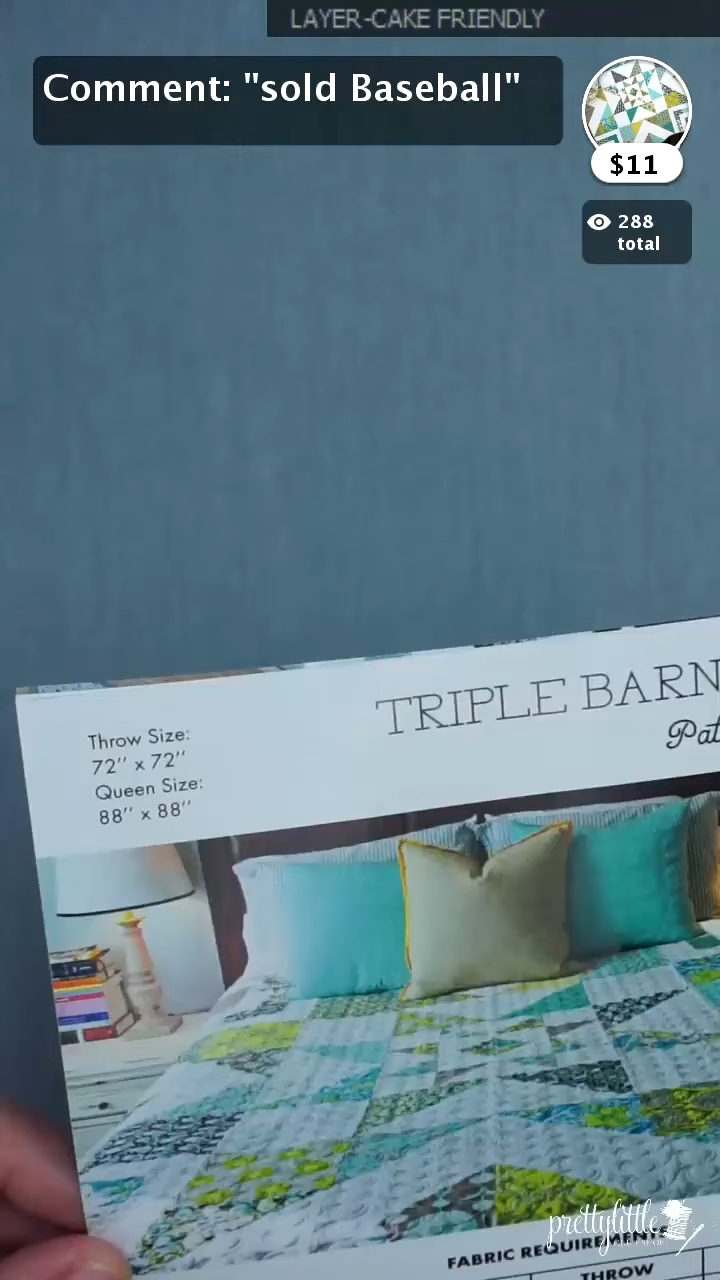 LAYER-CAKE FRIENDLY
Comment: "sold Baseball"
$11
288
total
TRIPLE BARN
Pat
Throw Size:
72" x 72"
Queen Size:
88" x 88"
prettylittle
FABRIC REQUIREMENTS
THROW